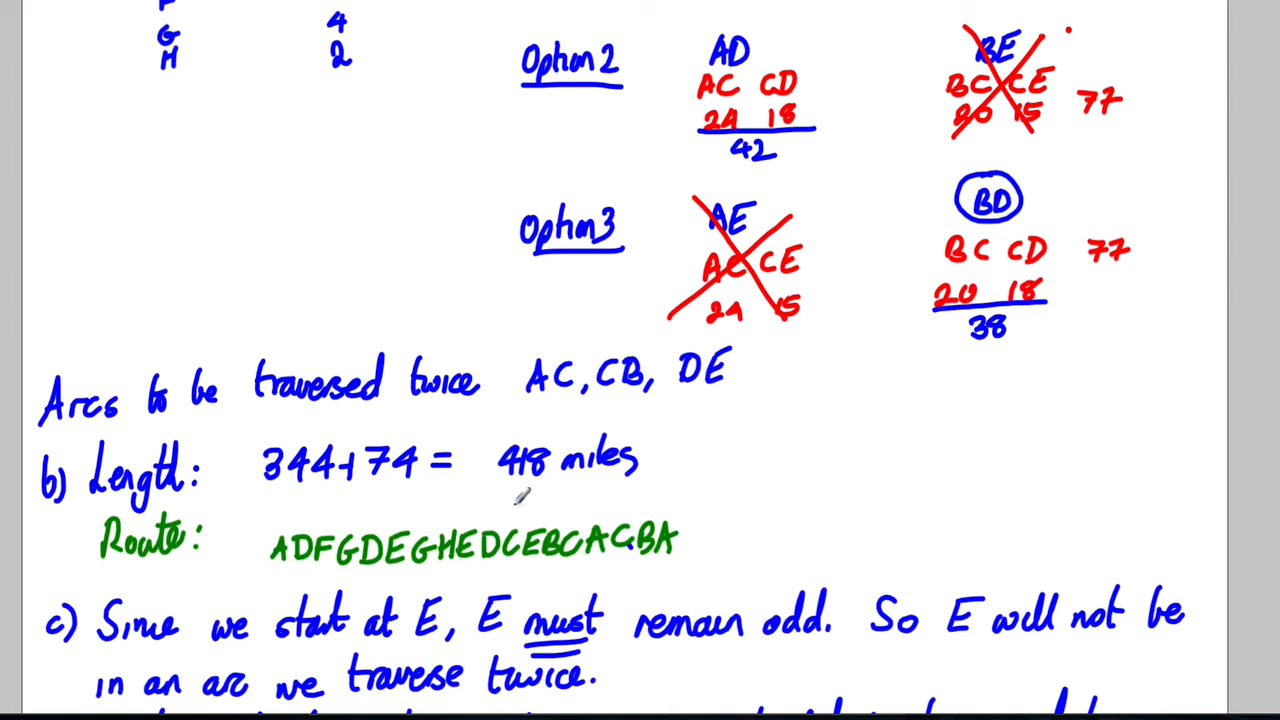 G 4
H 2
Option 2 AD BE
AC CD BC CE 77
24 18 20 15
42
Option 3 AE BD
AC CE BC CD 77
24 15 20 18
38
Arcs to be traversed twice AC, CB, DE
b) Length: 344+74 = 418 miles
Route: ADFGDEGHEDCEBCACBA
c) Since we start at E, E must remain odd. So E will not be
in an arc we traverse twice.